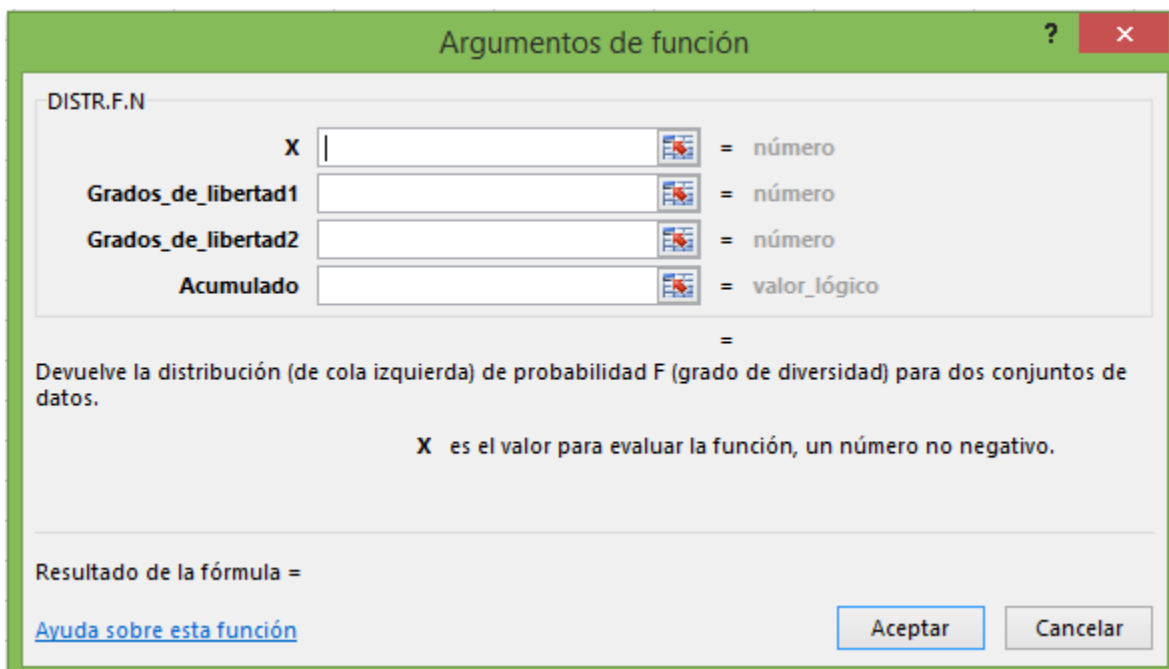 Argumentos de función
?
×
DISTR.F.N
X = número
Grados_de_libertad1 = número
Grados_de_libertad2 = número
Acumulado = valor_lógico
=
Devuelve la distribución (de cola izquierda) de probabilidad F (grado de diversidad) para dos conjuntos de
datos.
X es el valor para evaluar la función, un número no negativo.
Resultado de la fórmula =
Ayuda sobre esta función
Aceptar
Cancelar